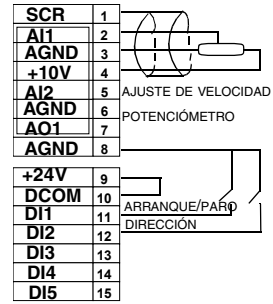 SCR 1
AI1 2
AGND 3
+10V 4
AI2 5 AJUSTE DE VELOCIDAD
AGND 6 POTENCIÓMETRO
AO1 7
AGND 8
+24V 9
DCOM 10 ARRANQUE/PARO
DI1 11 DIRECCIÓN
DI2 12
DI3 13
DI4 14
DI5 15